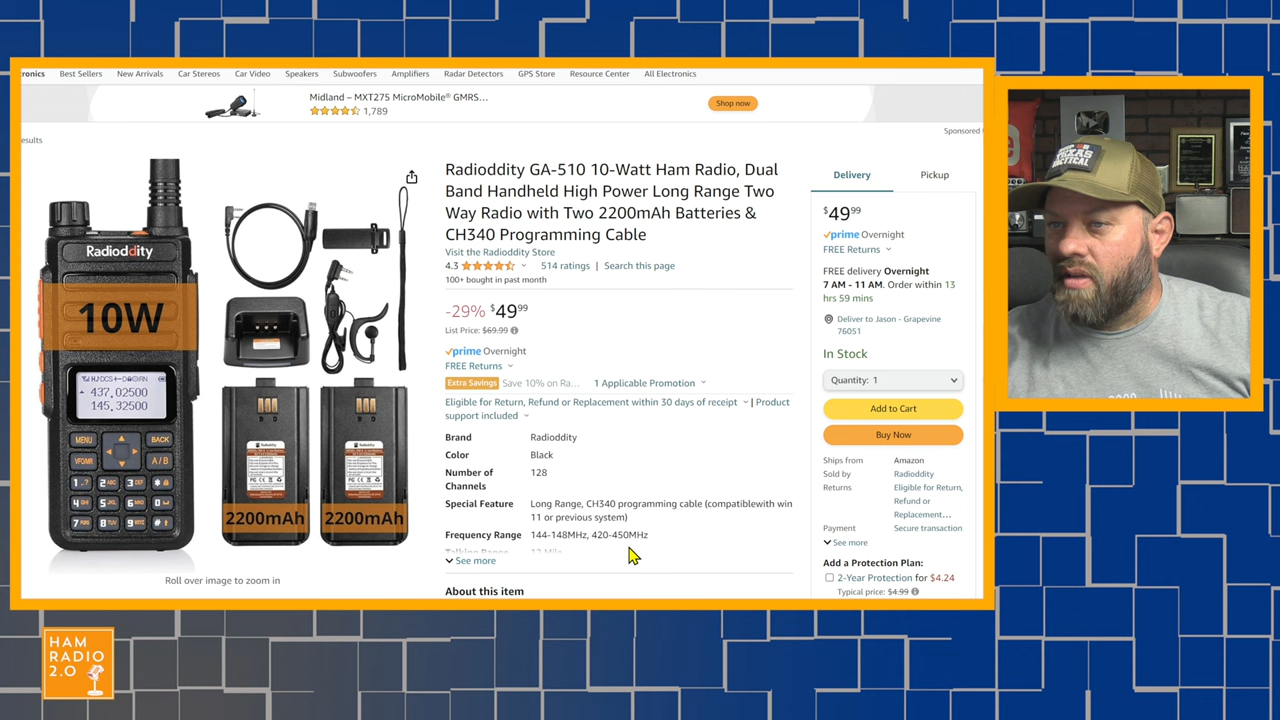 ronics Best Sellers New Arrivals Car Stereos Car Video Speakers Subwoofers Amplifiers Radar Detectors GPS Store Resource Center All Electronics
Midland – MXT275 MicroMobile® GMRS...
1,789
Shop now
Sponsored
esults
Radioddity GA-510 10-Watt Ham Radio, Dual
Band Handheld High Power Long Range Two
Way Radio with Two 2200mAh Batteries &
CH340 Programming Cable
Visit the Radioddity Store
4.3 514 ratings | Search this page
100+ bought in past month
-29% $49⁹⁹
List Price: $69.99
prime Overnight
FREE Returns
Extra Savings Save 10% on Ra... 1 Applicable Promotion
Eligible for Return, Refund or Replacement within 30 days of receipt | Product
support included
Brand Radioddity
Color Black
Number of Channels 128
Special Feature Long Range, CH340 programming cable (compatiblewith win
11 or previous system)
Frequency Range 144-148MHz, 420-450MHz
See more
About this item
Radioddity
10W
437.02500
145.32500
MENU
BACK
VFOMR
A/B
Radioddity
Radioddity
2200mAh
2200mAh
Roll over image to zoom in
Delivery Pickup
$49⁹⁹
prime Overnight
FREE Returns
FREE delivery Overnight
7 AM - 11 AM. Order within 13
hrs 59 mins
Deliver to Jason - Grapevine
76051
In Stock
Quantity: 1
Add to Cart
Buy Now
Ships from Amazon
Sold by Radioddity
Returns Eligible for Return,
Refund or
Replacement...
Payment Secure transaction
See more
Add a Protection Plan:
2-Year Protection for $4.24
Typical price: $4.99
TEXAS
TACTICAL
HAM
RADIO
2.0